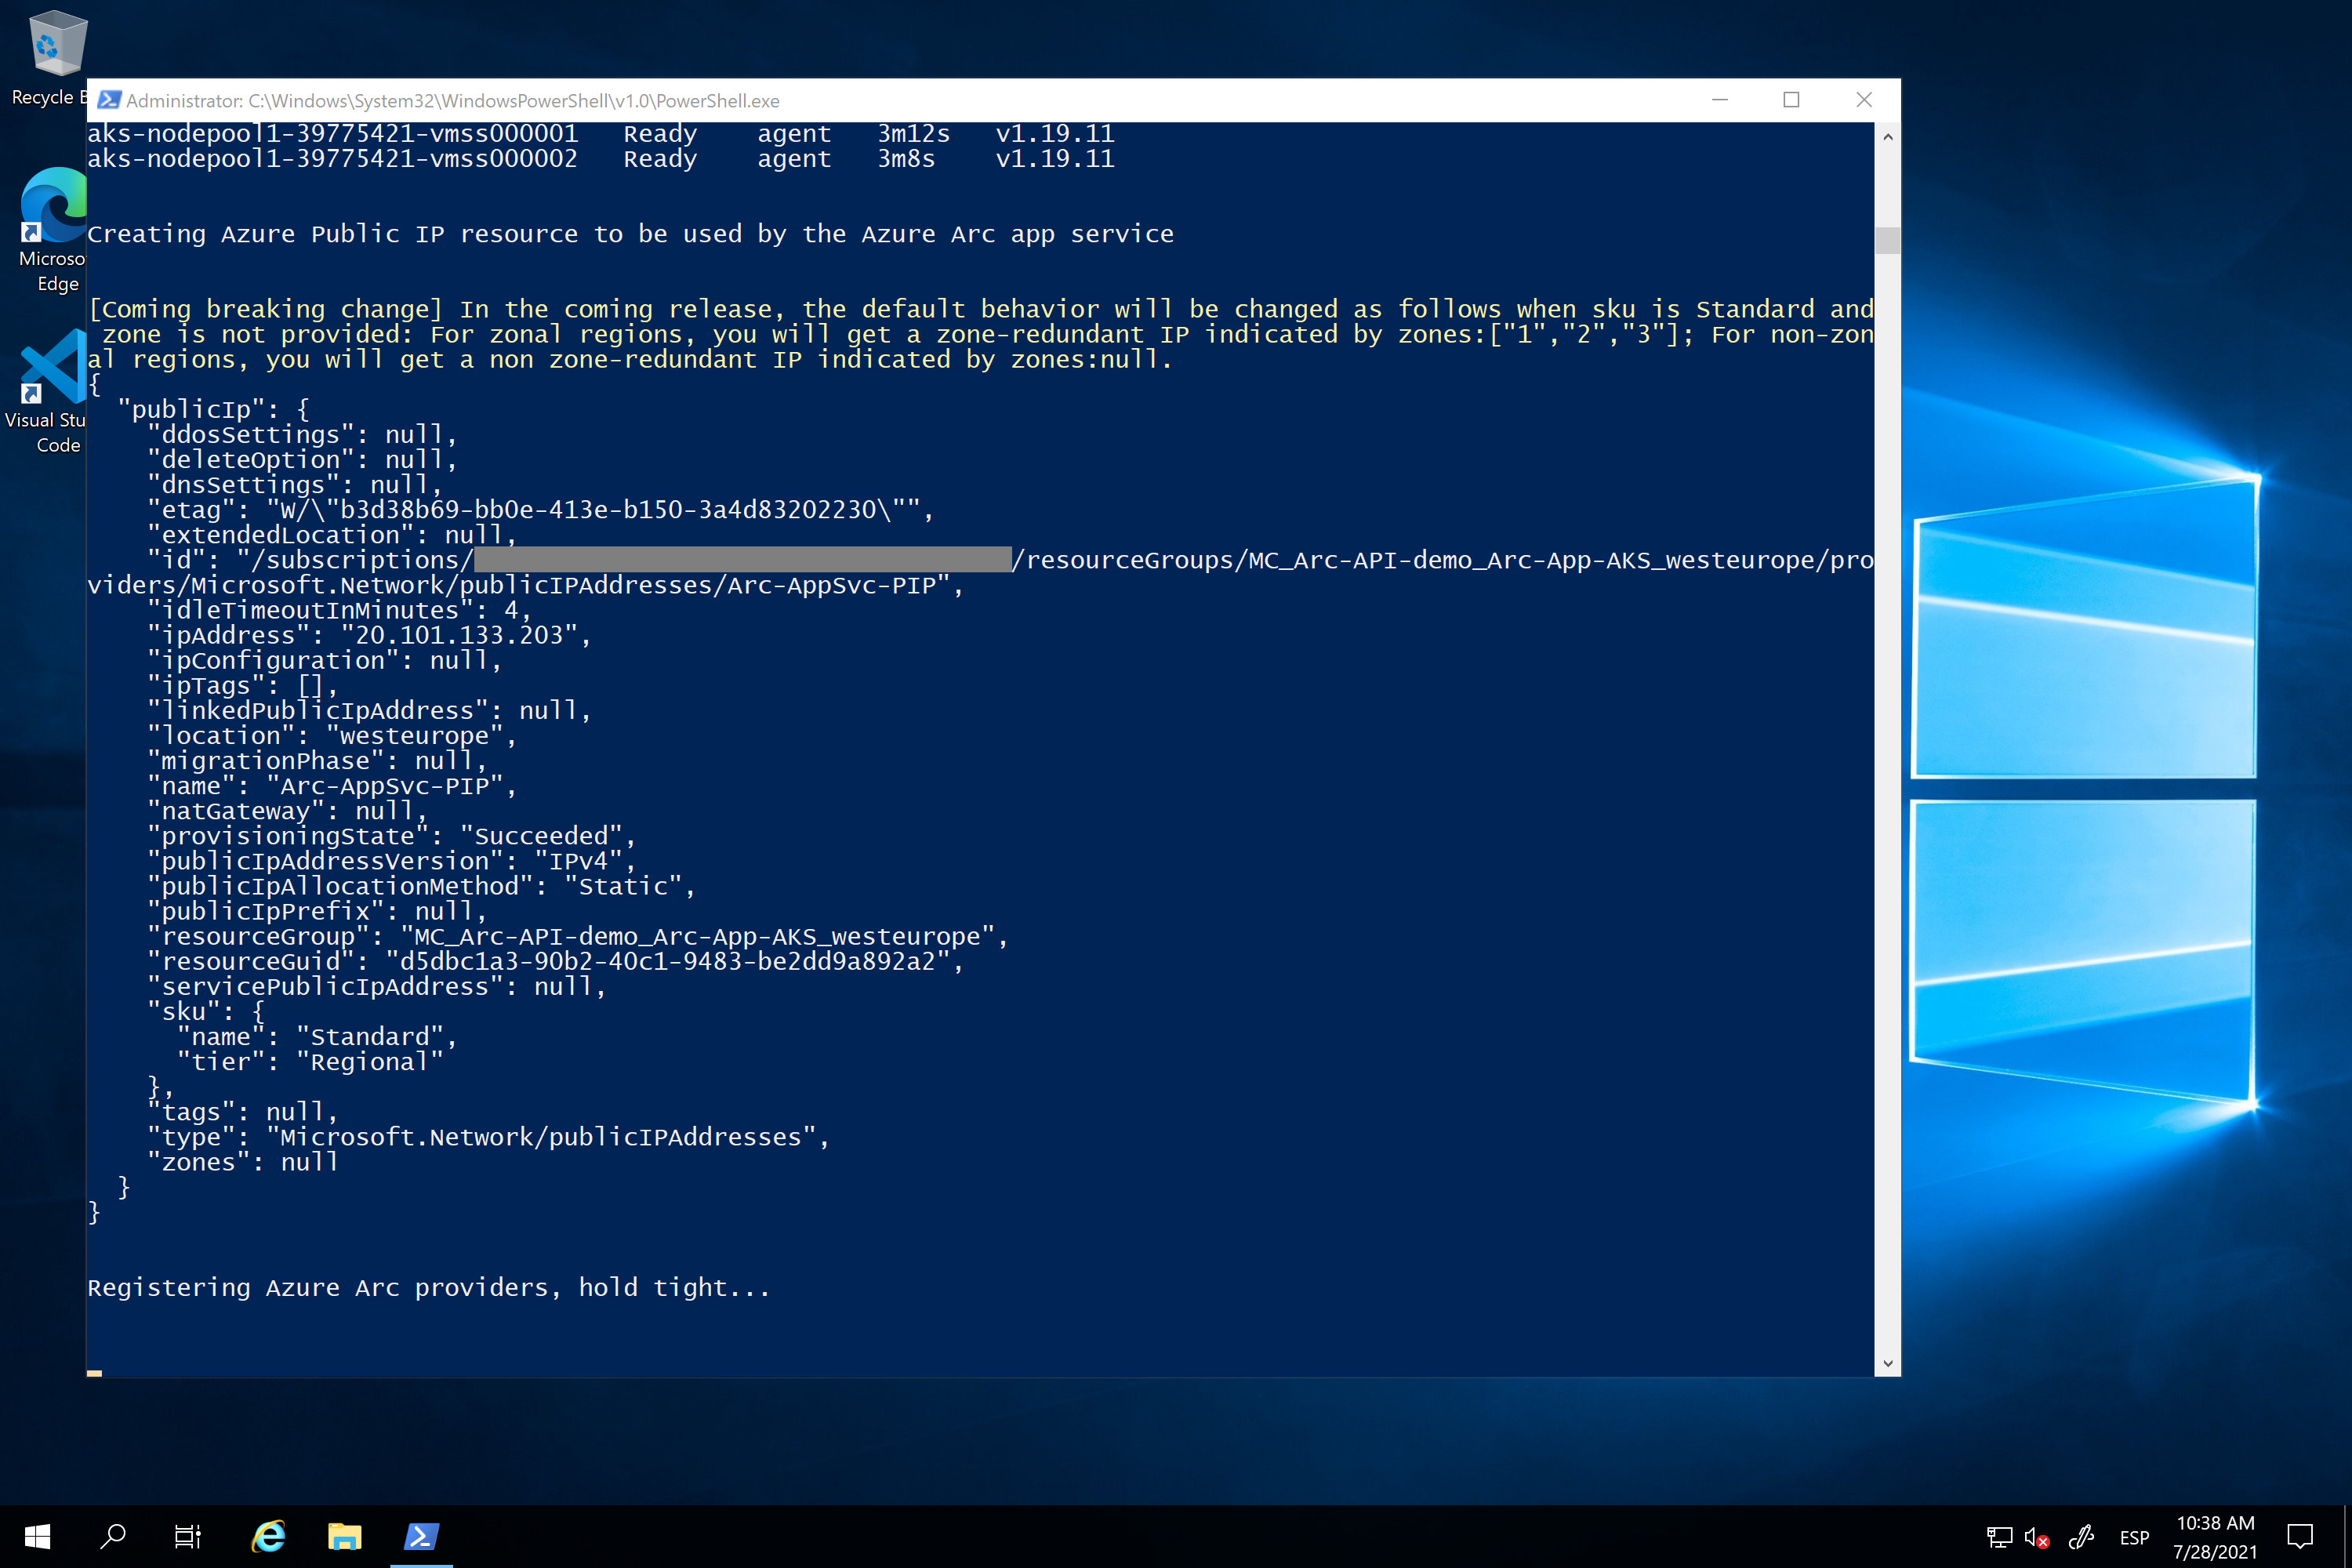 Recycle B
Administrator: C:\Windows\System32\WindowsPowerShell\v1.0\PowerShell.exe
Microso
Edge
Visual Stu
Code
aks-nodepool1-39775421-vmss000001   Ready    agent   3m12s   v1.19.11
aks-nodepool1-39775421-vmss000002   Ready    agent   3m8s    v1.19.11
Creating Azure Public IP resource to be used by the Azure Arc app service
[Coming breaking change] In the coming release, the default behavior will be changed as follows when sku is Standard and
 zone is not provided: For zonal regions, you will get a zone-redundant IP indicated by zones:["1","2","3"]; For non-zon
al regions, you will get a non zone-redundant IP indicated by zones:null.
{
  "publicIp": {
    "ddosSettings": null,
    "deleteOption": null,
    "dnsSettings": null,
    "etag": "W/\"b3d38b69-bb0e-413e-b150-3a4d83202230\"",
    "extendedLocation": null,
    "id": "/subscriptions/ /resourceGroups/MC_Arc-API-demo_Arc-App-AKS_westeurope/pro
viders/Microsoft.Network/publicIPAddresses/Arc-AppSvc-PIP",
    "idleTimeoutInMinutes": 4,
    "ipAddress": "20.101.133.203",
    "ipConfiguration": null,
    "ipTags": [],
    "linkedPublicIpAddress": null,
    "location": "westeurope",
    "migrationPhase": null,
    "name": "Arc-AppSvc-PIP",
    "natGateway": null,
    "provisioningState": "Succeeded",
    "publicIpAddressVersion": "IPv4",
    "publicIpAllocationMethod": "Static",
    "publicIpPrefix": null,
    "resourceGroup": "MC_Arc-API-demo_Arc-App-AKS_westeurope",
    "resourceGuid": "d5dbc1a3-90b2-40c1-9483-be2dd9a892a2",
    "servicePublicIpAddress": null,
    "sku": {
      "name": "Standard",
      "tier": "Regional"
    },
    "tags": null,
    "type": "Microsoft.Network/publicIPAddresses",
    "zones": null
  }
}
Registering Azure Arc providers, hold tight...
ESP
10:38 AM
7/28/2021